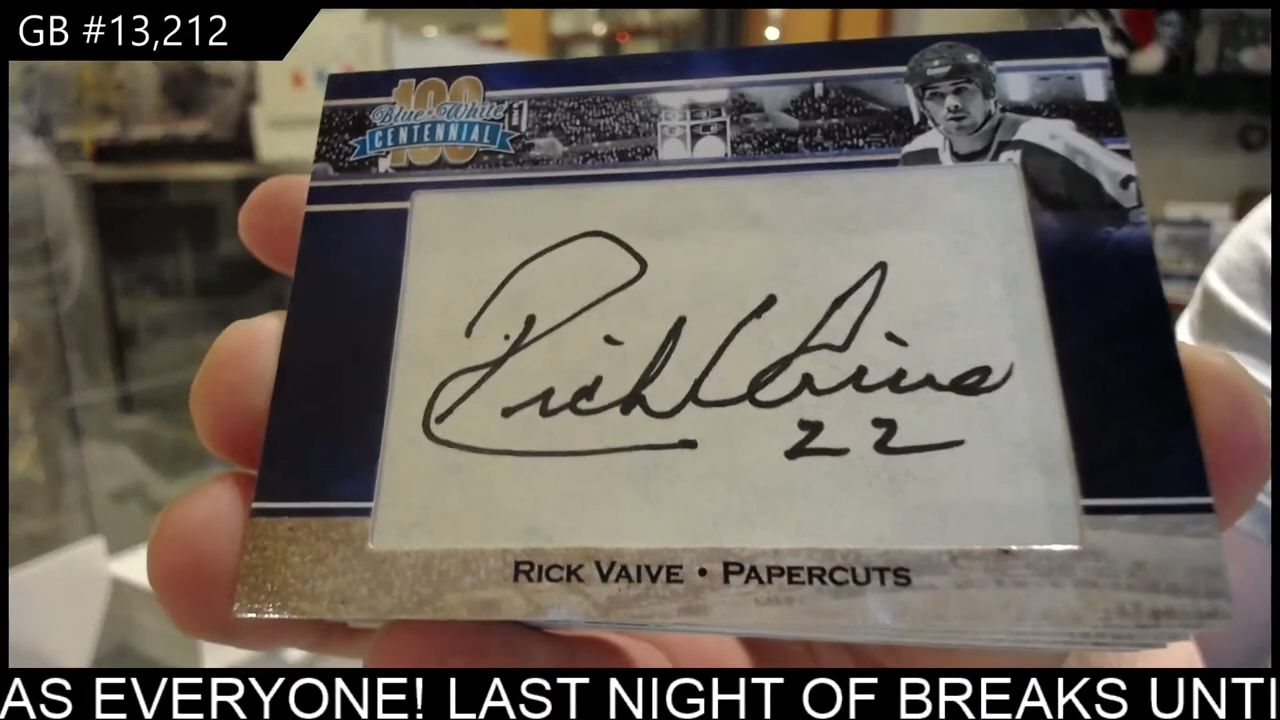 GB #13,212
100
Blue & White
CENTENNIAL
Rick Vaive
22
RICK VAIVE • PAPERCUTS
AS EVERYONE! LAST NIGHT OF BREAKS UNTI